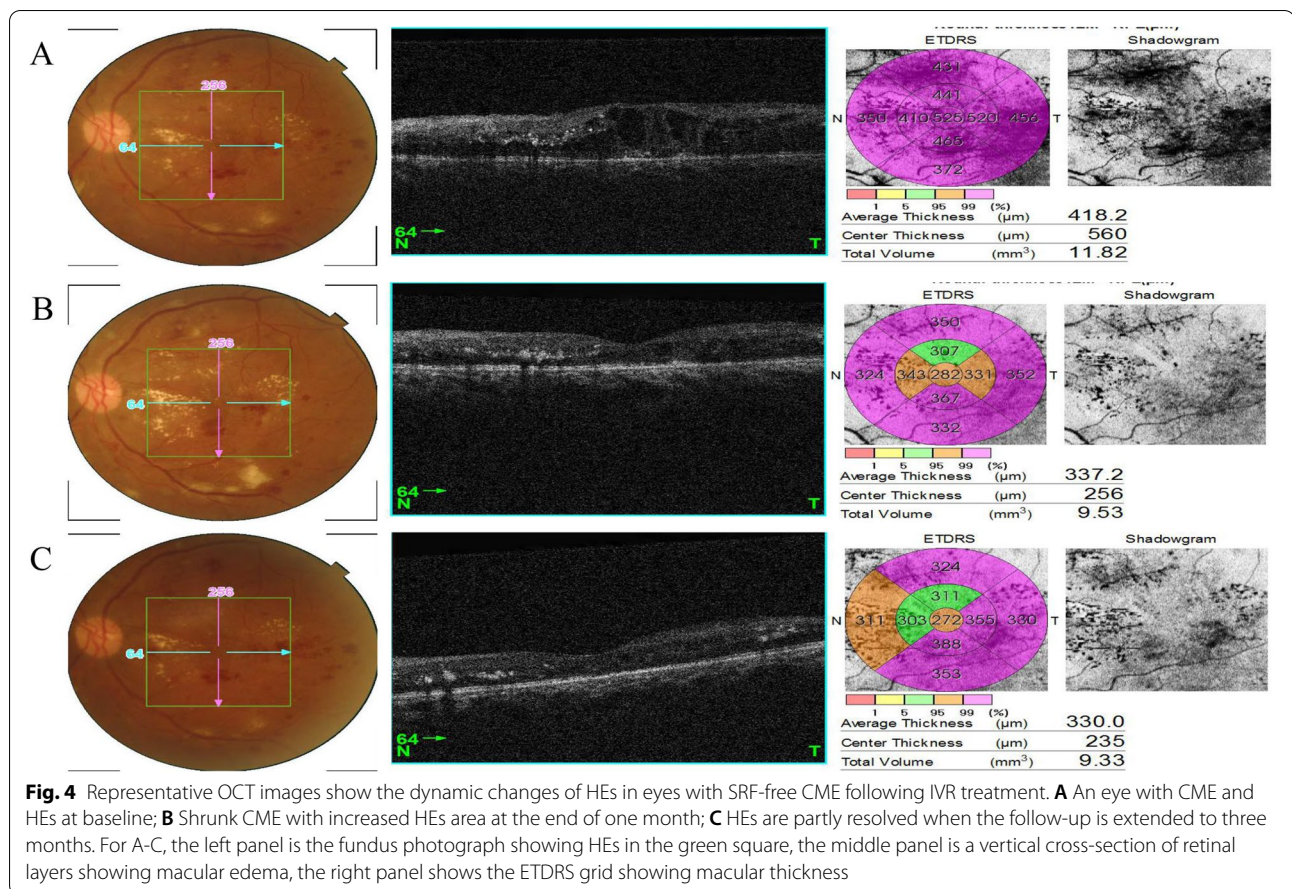 A
256
64
64
N
T
ETDRS
Shadowgram
431
441
N 350 410 525 520 456 T
465
372
1 5 95 99 (%)
Average Thickness (μm) 418.2
Center Thickness (μm) 560
Total Volume (mm³) 11.82
B
256
64
64
N
T
ETDRS
Shadowgram
350
307
N 324 343 282 331 352 T
367
332
1 5 95 99 (%)
Average Thickness (μm) 337.2
Center Thickness (μm) 256
Total Volume (mm³) 9.53
C
256
64
64
N
T
ETDRS
Shadowgram
324
311
N 311 303 272 355 330 T
388
353
1 5 95 99 (%)
Average Thickness (μm) 330.0
Center Thickness (μm) 235
Total Volume (mm³) 9.33
Fig. 4 Representative OCT images show the dynamic changes of HEs in eyes with SRF-free CME following IVR treatment. A An eye with CME and
HEs at baseline; B Shrunk CME with increased HEs area at the end of one month; C HEs are partly resolved when the follow-up is extended to three
months. For A-C, the left panel is the fundus photograph showing HEs in the green square, the middle panel is a vertical cross-section of retinal
layers showing macular edema, the right panel shows the ETDRS grid showing macular thickness